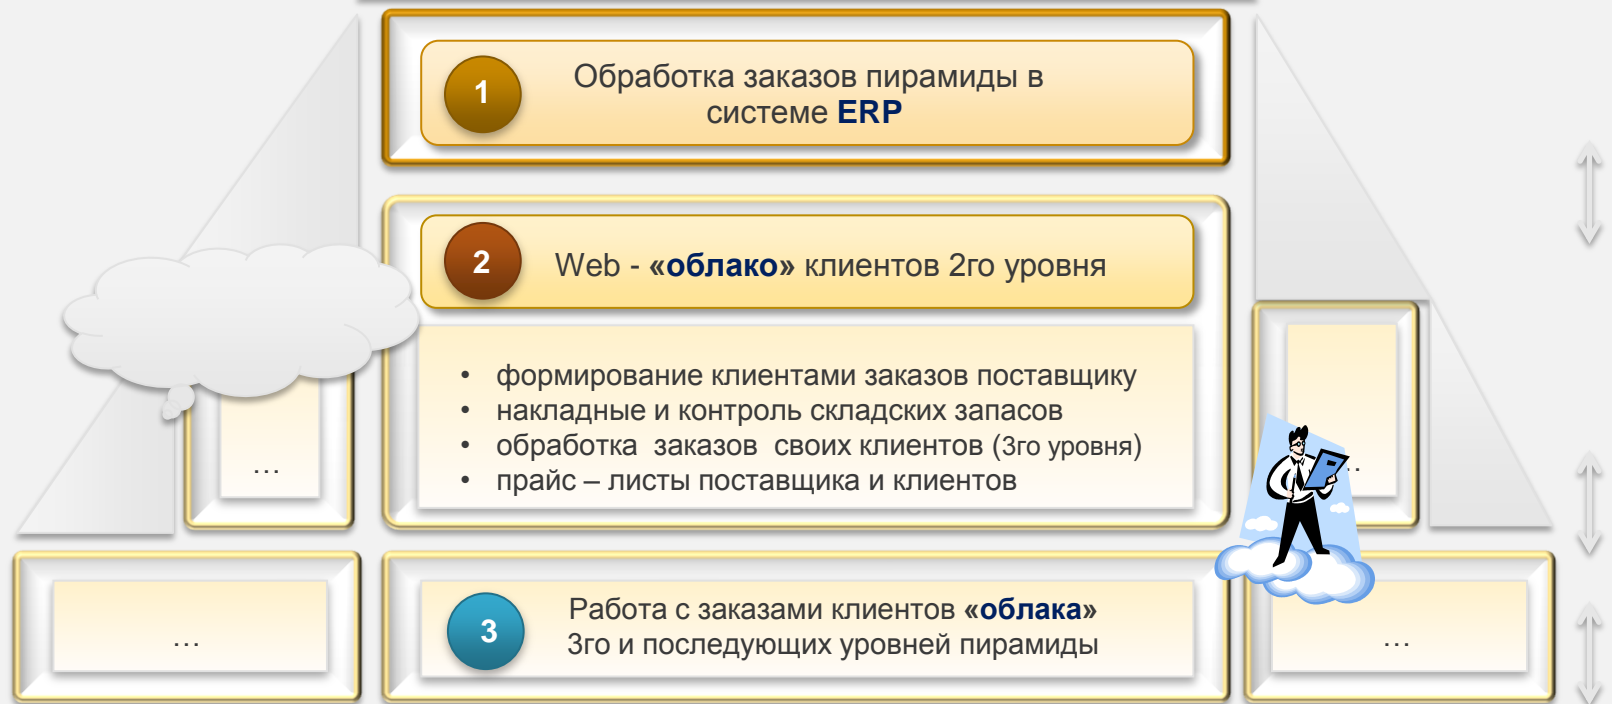 1
Обработка заказов пирамиды в
системе ERP
2
Web - «облако» клиентов 2го уровня
• формирование клиентами заказов поставщику
• накладные и контроль складских запасов
• обработка заказов своих клиентов (3го уровня)
• прайс – листы поставщика и клиентов
...
...
...
3
Работа с заказами клиентов «облака»
3го и последующих уровней пирамиды
...